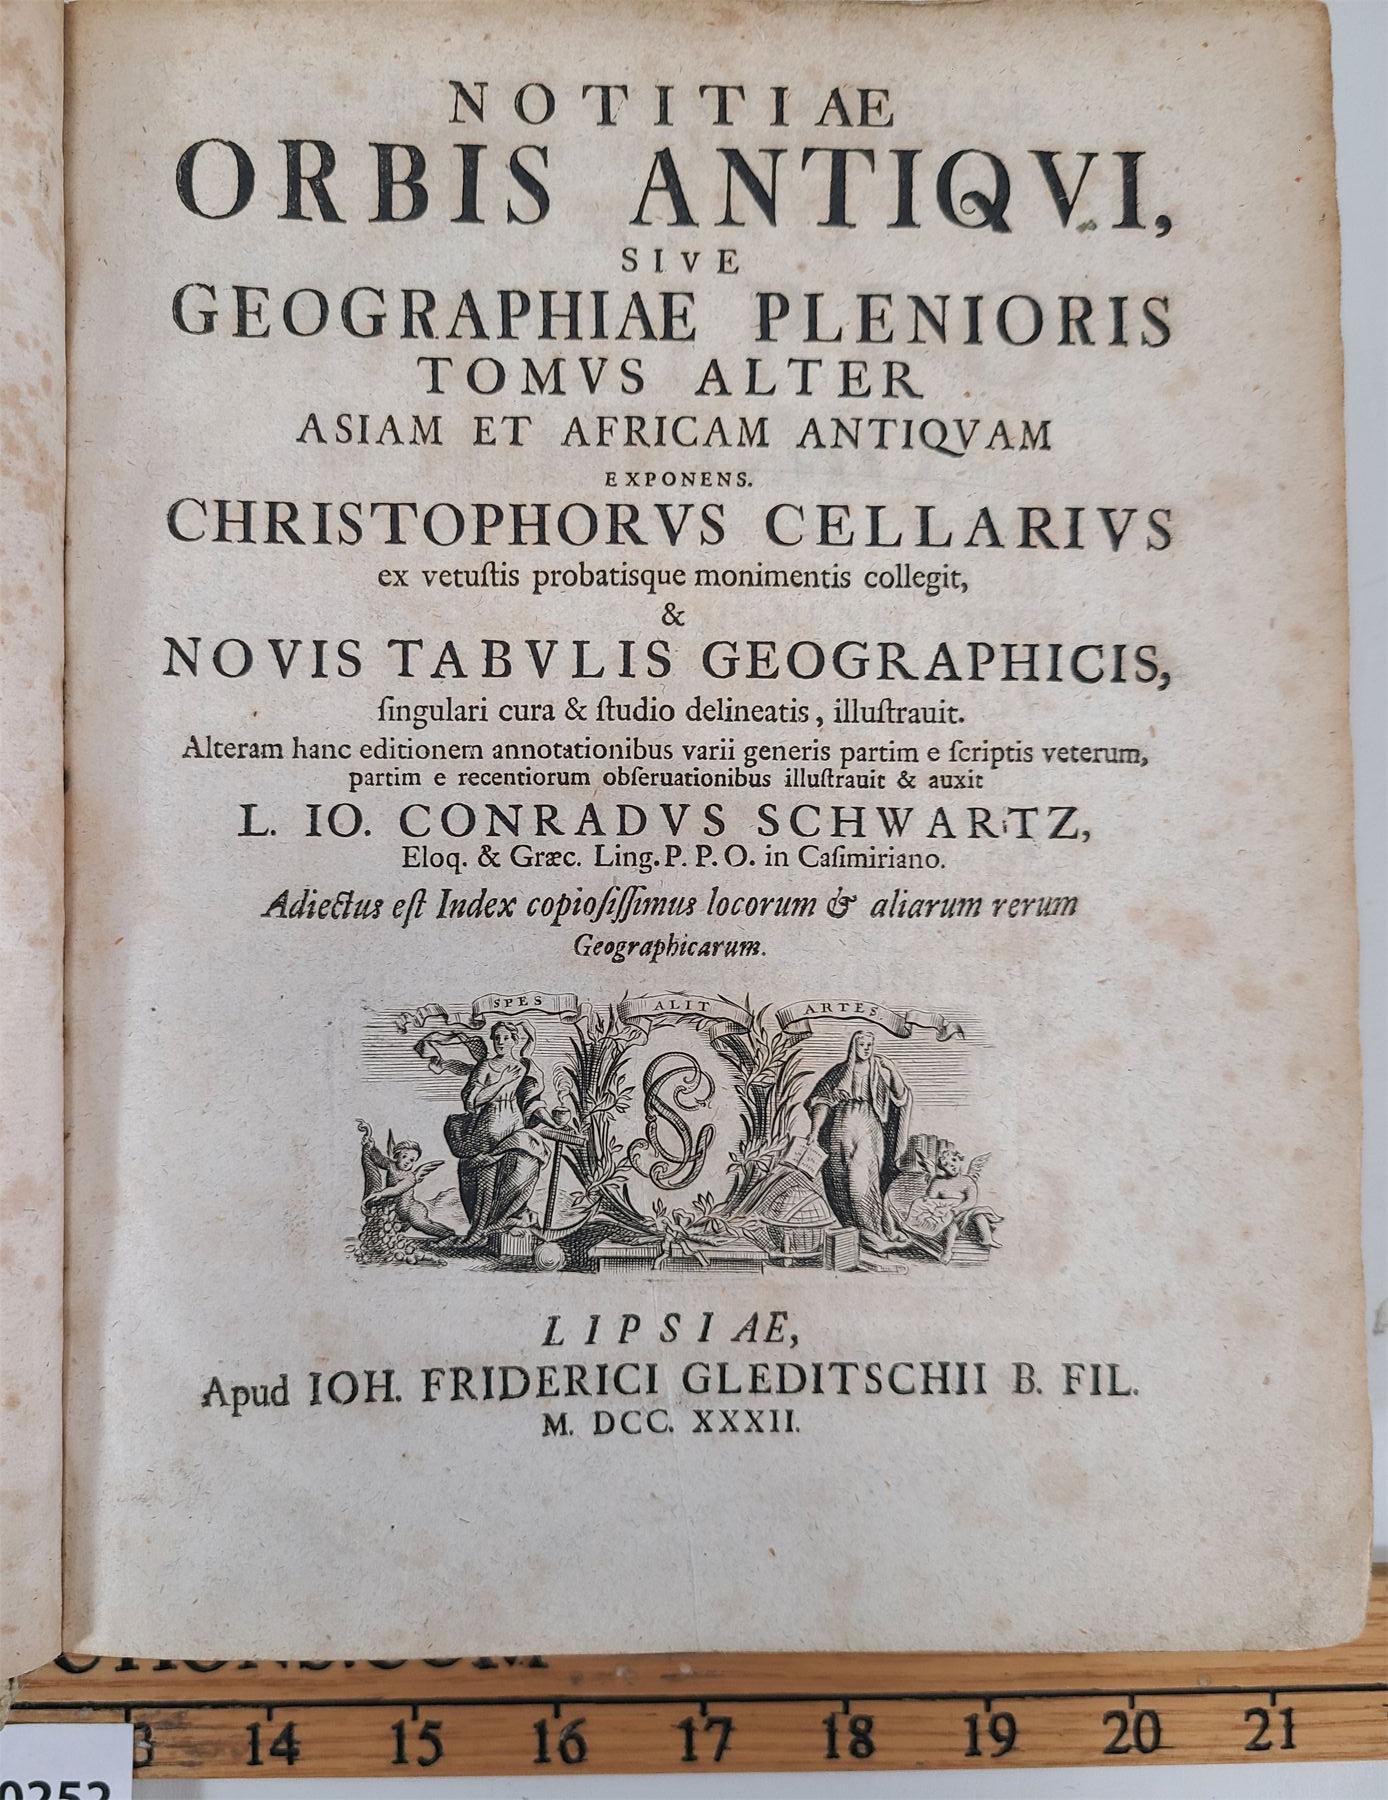 NOTITIAE
ORBIS ANTIQVI,
SIVE
GEOGRAPHIAE PLENIORIS
TOMVS ALTER
ASIAM ET AFRICAM ANTIQVAM
EXPONENS.
CHRISTOPHORVS CELLARIVS
ex vetuſtis probatisque monimentis collegit,
&
NOVIS TABVLIS GEOGRAPHICIS,
ſingulari cura & ſtudio delineatis, illuſtrauit.
Alteram hanc editionem annotationibus varii generis partim e ſcriptis veterum,
partim e recentiorum obſeruationibus illuſtrauit & auxit
L. IO. CONRADVS SCHWARTZ,
Eloq. & Græc. Ling. P. P. O. in Caſimiriano.
Adiectus eſt Index copioſiſſimus locorum & aliarum rerum
Geographicarum.
SPES ALIT ARTES
LIPSIAE,
Apud IOH. FRIDERICI GLEDITSCHII B. FIL.
M. DCC. XXXII.
14 15 16 17 18 19 20 21
0252